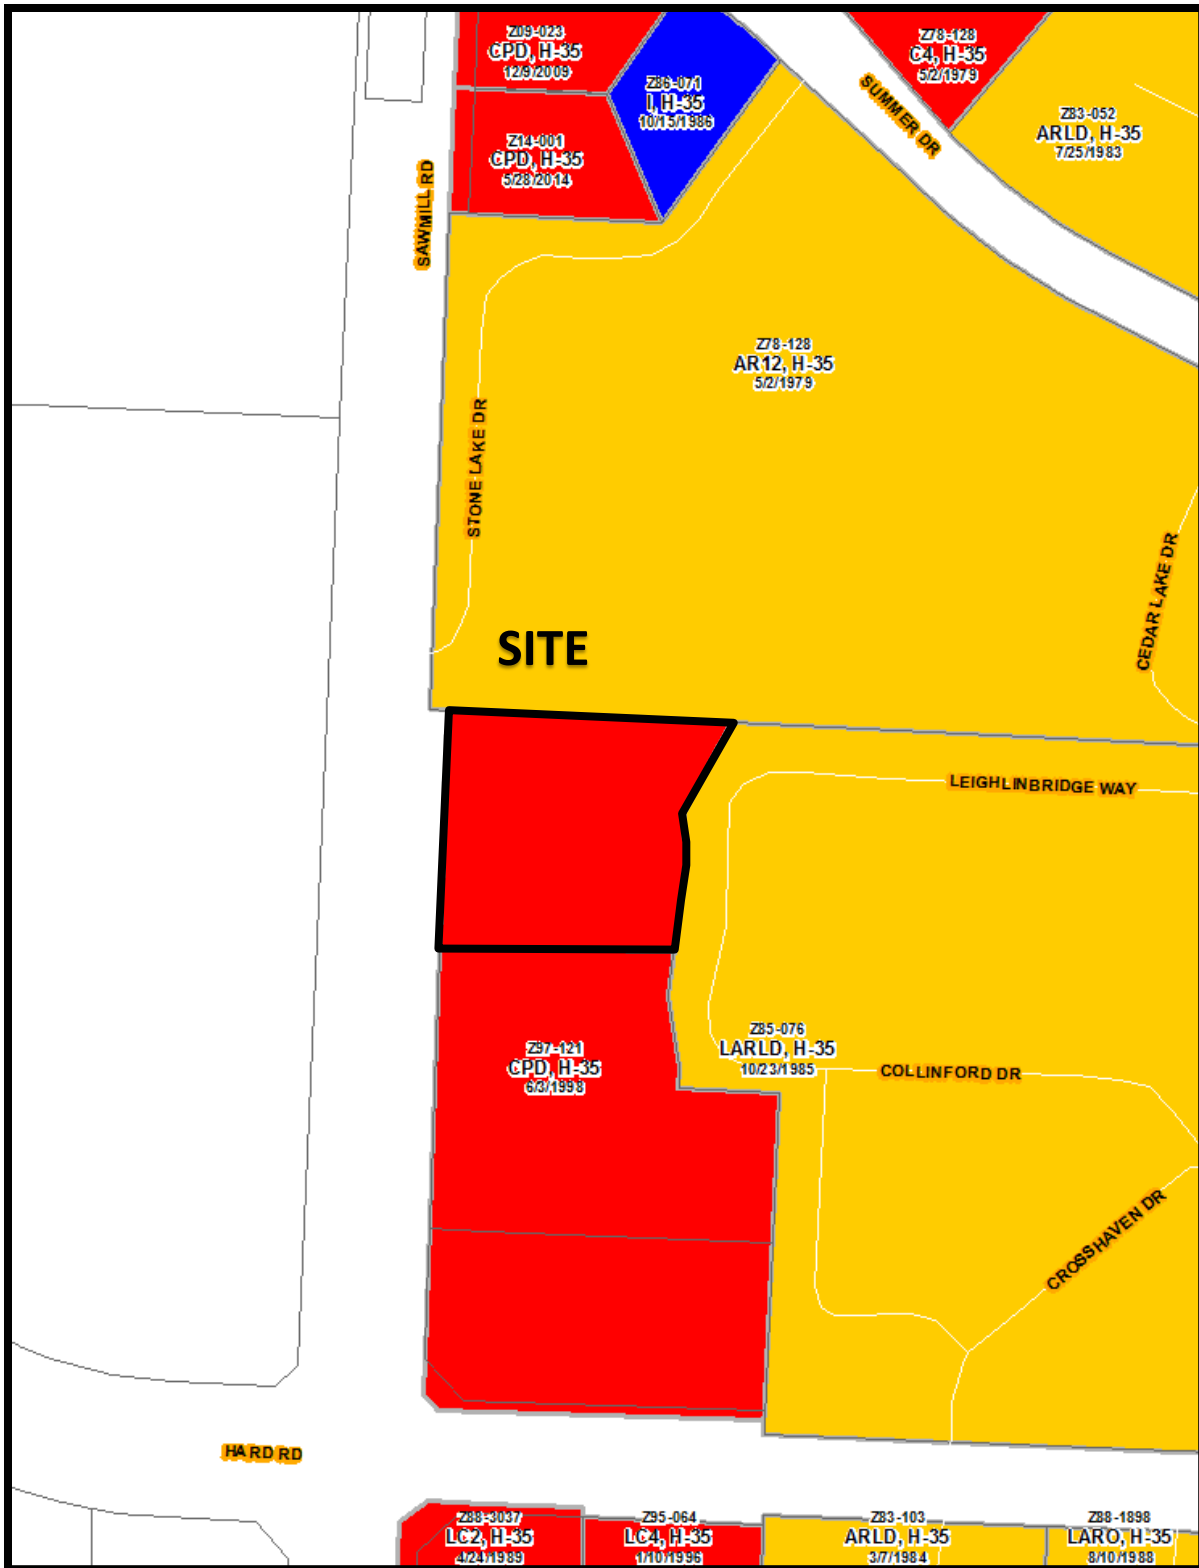 Z09-023
CPD, H-35
12/9/2009
Z86-071
I, H-35
10/15/1986
Z78-128
C4, H-35
5/2/1979
SUMMER DR
Z83-052
ARLD, H-35
7/25/1983
Z14-001
CPD, H-35
5/28/2014
SAWMILL RD
Z78-128
AR12, H-35
5/2/1979
STONE LAKE DR
CEDAR LAKE DR
SITE
LEIGHLINBRIDGE WAY
Z97-121
CPD, H-35
6/3/1998
Z85-076
LARLD, H-35
10/23/1985
COLLINFORD DR
CROSSHAVEN DR
HARD RD
Z88-3037
LC2, H-35
4/24/1989
Z95-064
LC4, H-35
1/10/1996
Z83-103
ARLD, H-35
3/7/1984
Z88-1898
LARO, H-35
8/10/1988